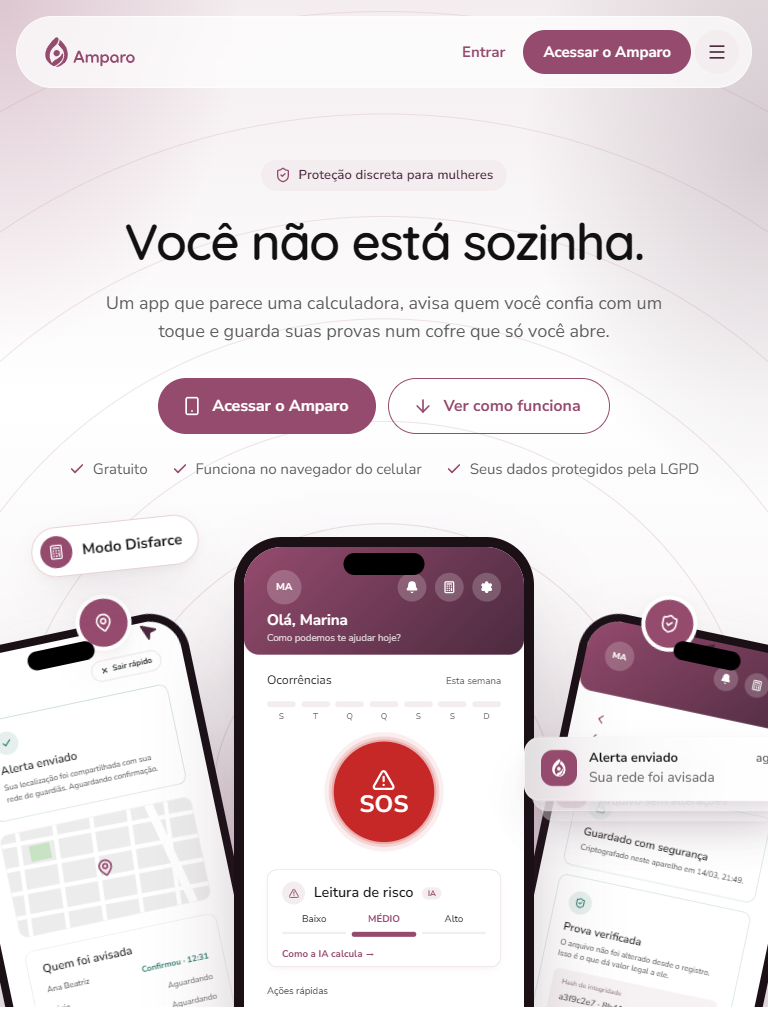 Amparo
Entrar
Acessar o Amparo
Proteção discreta para mulheres
Você não está sozinha.
Um app que parece uma calculadora, avisa quem você confia com um
toque e guarda suas provas num cofre que só você abre.
Acessar o Amparo
Ver como funciona
Gratuito
Funciona no navegador do celular
Seus dados protegidos pela LGPD
Modo Disfarce
Sair rápido
Alerta enviado
Sua localização foi compartilhada com sua
rede de guardiãs. Aguardando confirmação.
Quem foi avisada
Ana Beatriz
Confirmou · 12:31
Aguardando
Aguardando
MA
Olá, Marina
Como podemos te ajudar hoje?
Ocorrências
Esta semana
S T Q Q S S D
SOS
Leitura de risco
IA
Baixo
MÉDIO
Alto
Como a IA calcula →
Ações rápidas
MA
Alerta enviado
ag
Sua rede foi avisada
Guardado com segurança
Criptografado neste aparelho em 14/03, 21:49.
Prova verificada
O arquivo não foi alterado desde o registro.
Isso é o que dá valor legal a ele.
Hash de integridade
a3f9c2e7